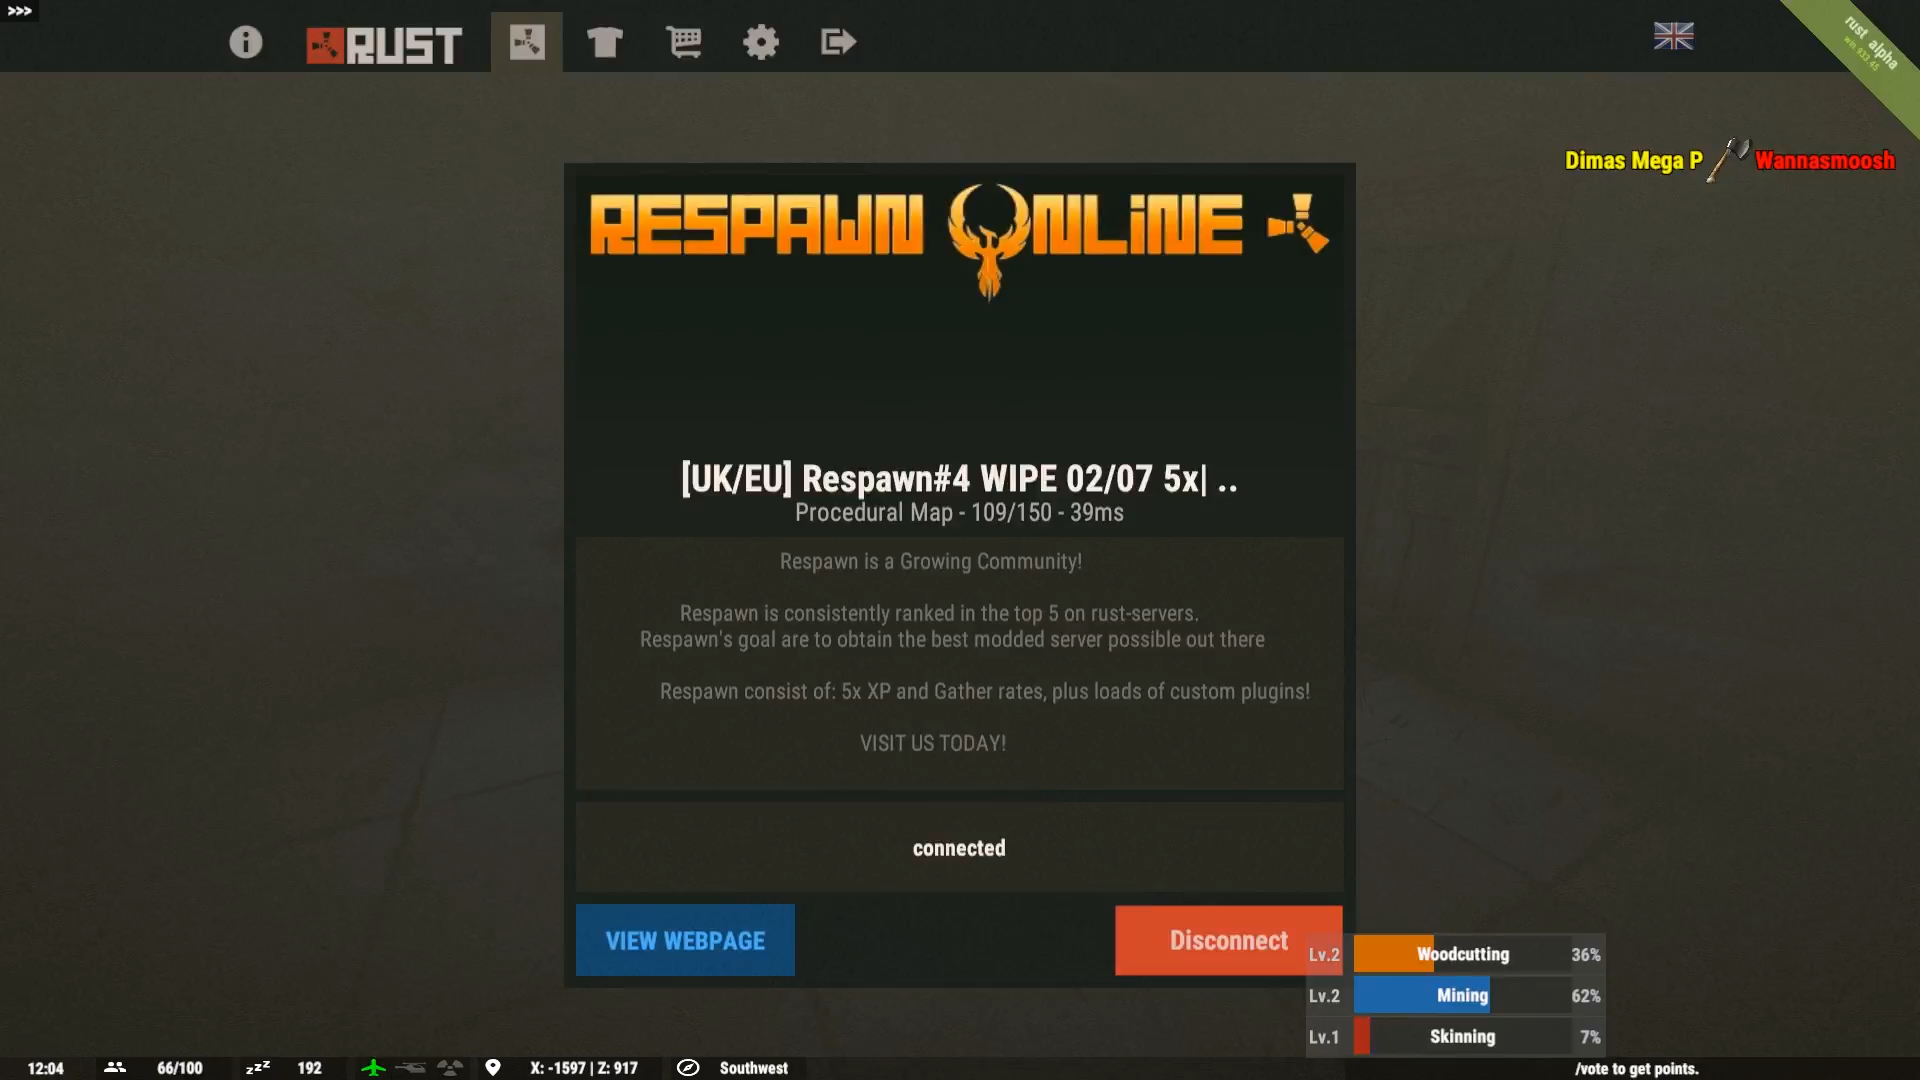 >>>
RUST
rust alpha
Dimas Mega P Wannasmoosh
RESPAWN ONLiNE
[UK/EU] Respawn#4 WIPE 02/07 5x| ..
Procedural Map - 109/150 - 39ms
Respawn is a Growing Community!
Respawn is consistently ranked in the top 5 on rust-servers.
Respawn's goal are to obtain the best modded server possible out there
Respawn consist of: 5x XP and Gather rates, plus loads of custom plugins!
VISIT US TODAY!
connected
VIEW WEBPAGE
Disconnect
Lv.2 Woodcutting 36%
Lv.2 Mining 62%
Lv.1 Skinning 7%
12:04 66/100 zzZ 192 X: -1597 | Z: 917 Southwest /vote to get points.